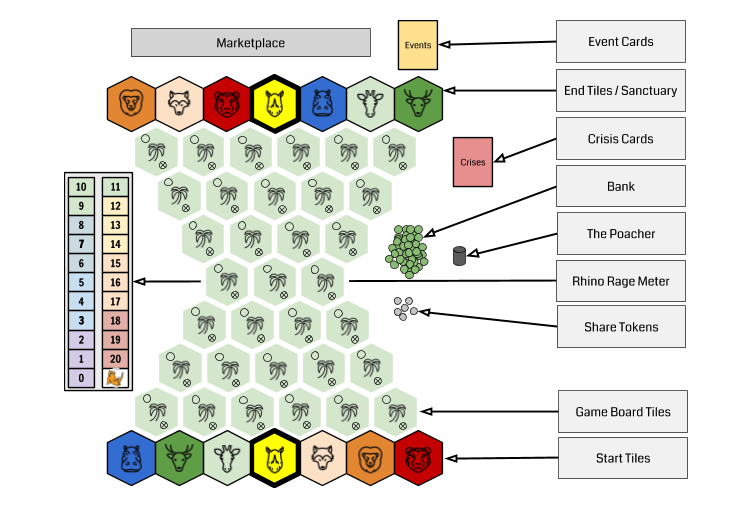 Marketplace
Events
Event Cards
End Tiles / Sanctuary
Crises
Crisis Cards
Bank
The Poacher
Rhino Rage Meter
Share Tokens
Game Board Tiles
Start Tiles
10 11
9 12
8 13
7 14
6 15
5 16
4 17
3 18
2 19
1 20
0